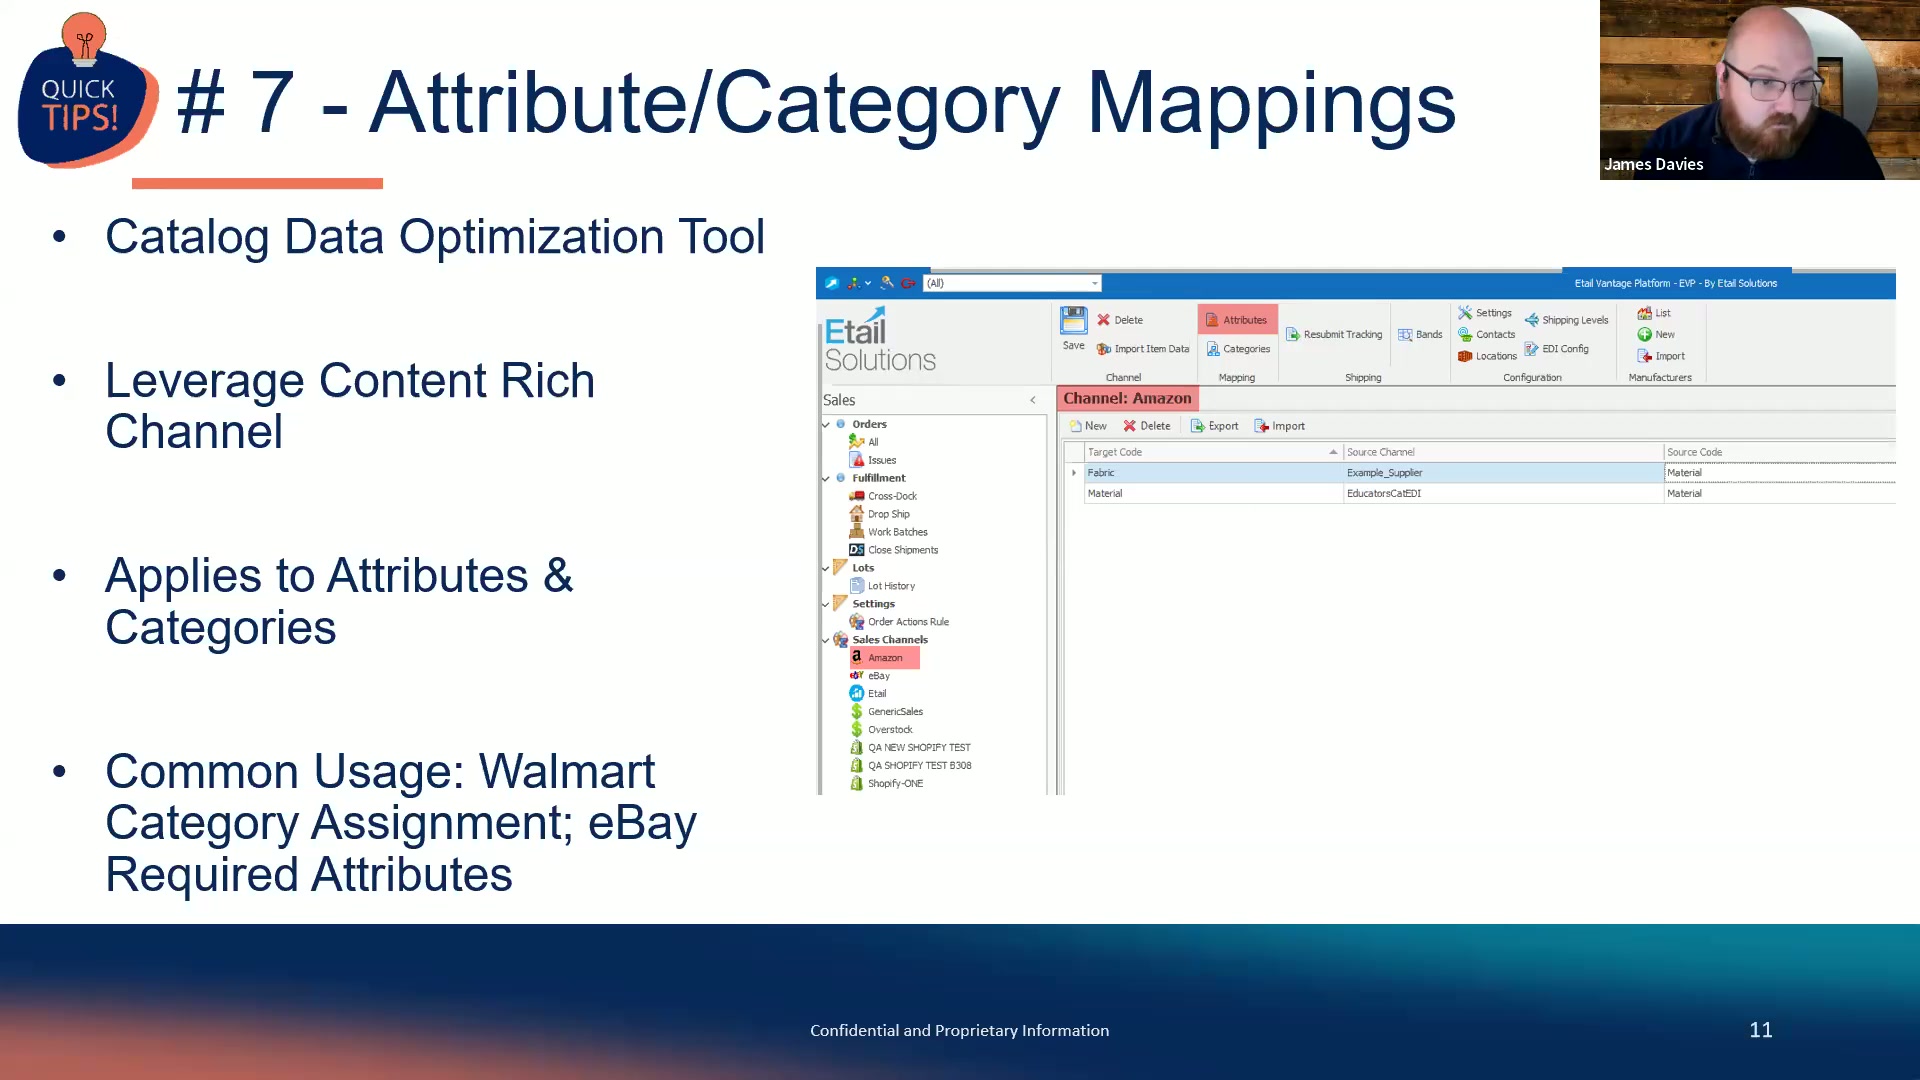 QUICK
TIPS!
# 7 - Attribute/Category Mappings
James Davies
• Catalog Data Optimization Tool
• Leverage Content Rich
Channel
• Applies to Attributes &
Categories
• Common Usage: Walmart
Category Assignment; eBay
Required Attributes
(All)
Etail Vantage Platform - EVP - By Etail Solutions
Etail
Solutions
Save
Delete
Import Item Data
Channel
Attributes
Categories
Mapping
Resubmit Tracking
Bands
Shipping
Settings
Contacts
Locations
Shipping Levels
EDI Config
Configuration
List
New
Import
Manufacturers
Sales
Orders
All
Issues
Fulfillment
Cross-Dock
Drop Ship
Work Batches
Close Shipments
Lots
Lot History
Settings
Order Actions Rule
Sales Channels
Amazon
eBay
Etail
GenericSales
Overstock
QA NEW SHOPIFY TEST
QA SHOPIFY TEST B308
Shopify-ONE
Channel: Amazon
New Delete Export Import
Target Code Source Channel Source Code
Fabric Example_Supplier Material
Material EducatorsCatEDI Material
Confidential and Proprietary Information
11